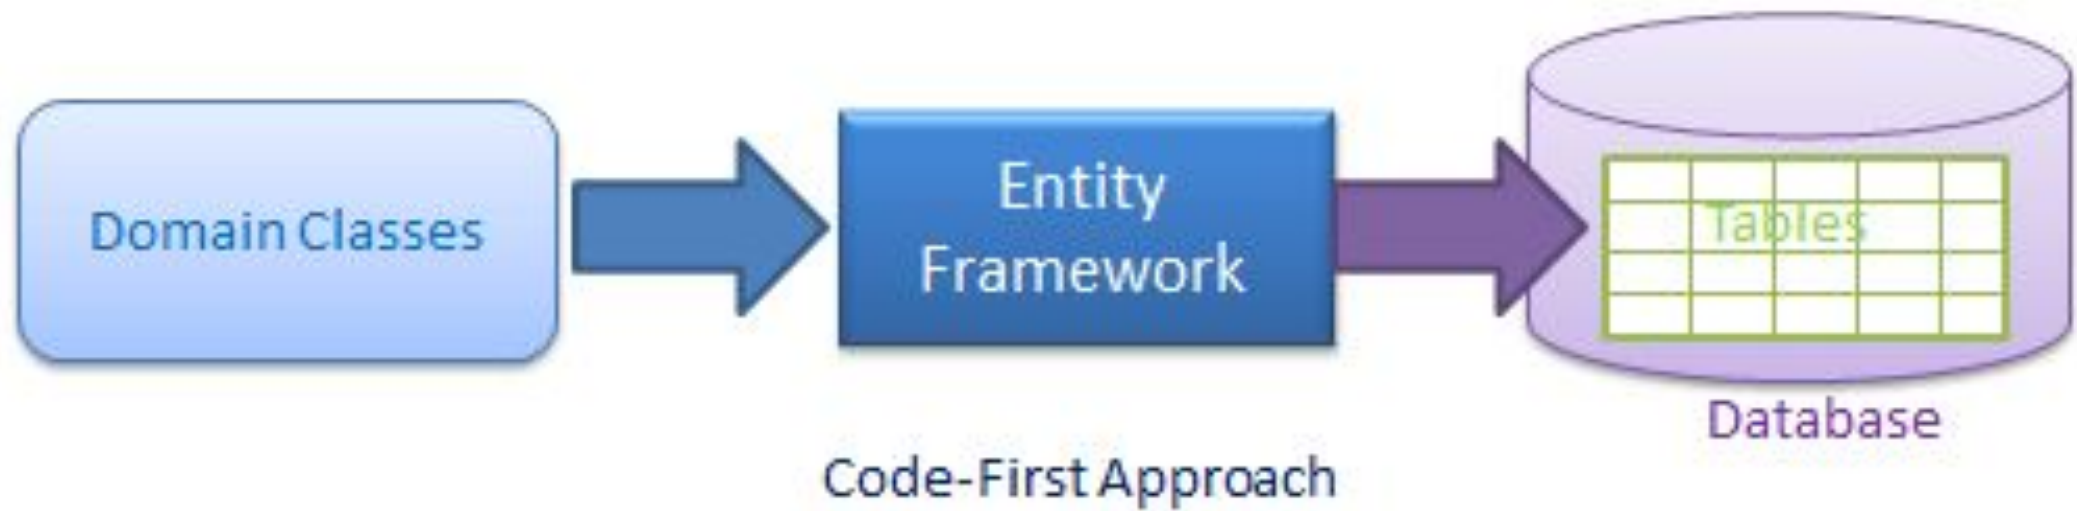 Domain Classes
Entity
Framework
Tables
Database
Code-First Approach